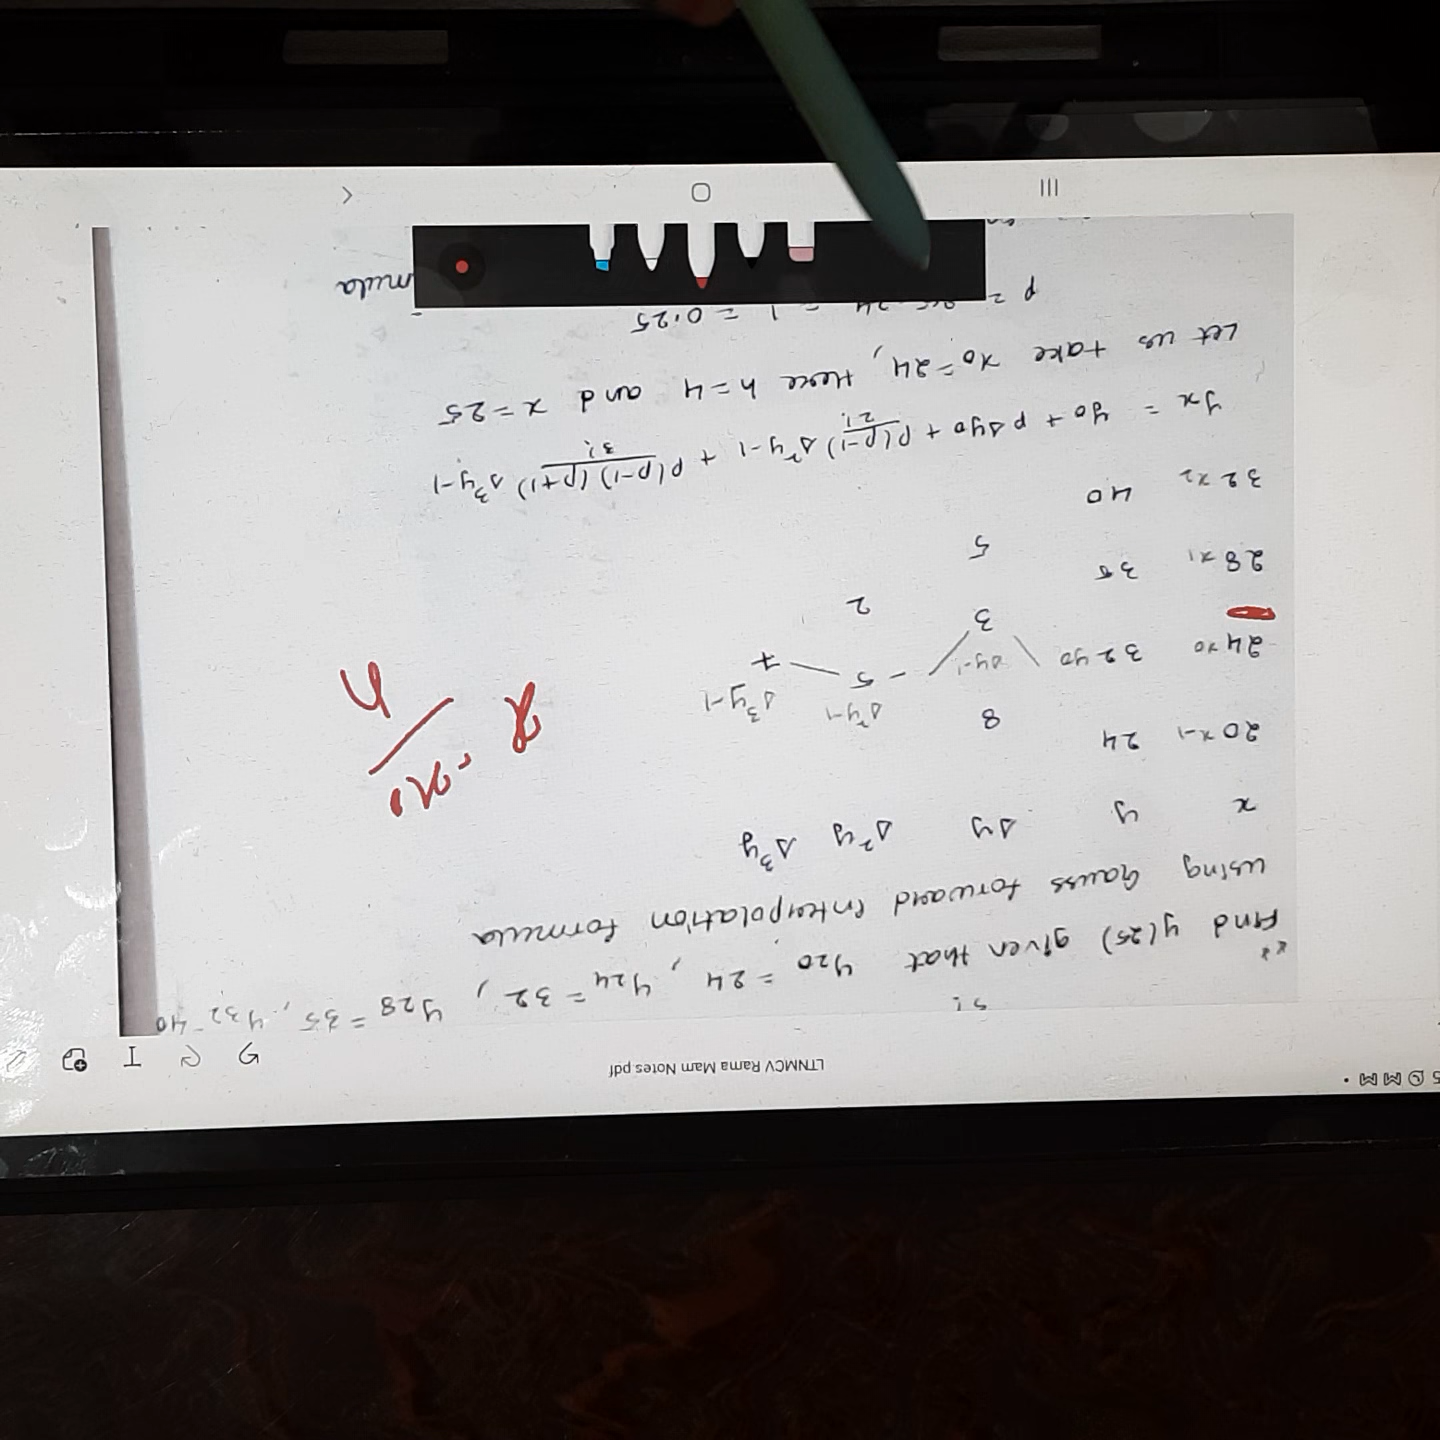 LTNMCV Rama Mam Notes.pdf
T
5!
** Find y(25) given that y20 = 24, y24 = 32, y28 = 35, y32 = 40
using Gauss forward interpolation formula
x y Δy Δ²y Δ³y
20 x-1 24
8 Δ²y-1 Δ³y-1
24 x0 32 y0 Δy-1 5 7
3
2
28 x1 35
5
32 x2 40
x - x0
h
yx = y0 + pΔy0 + p(p-1)/2! Δ²y-1 + p(p-1)(p+1)/3! Δ³y-1
Let us take x0 = 24, Here h = 4 and x = 25
p = = 0.25